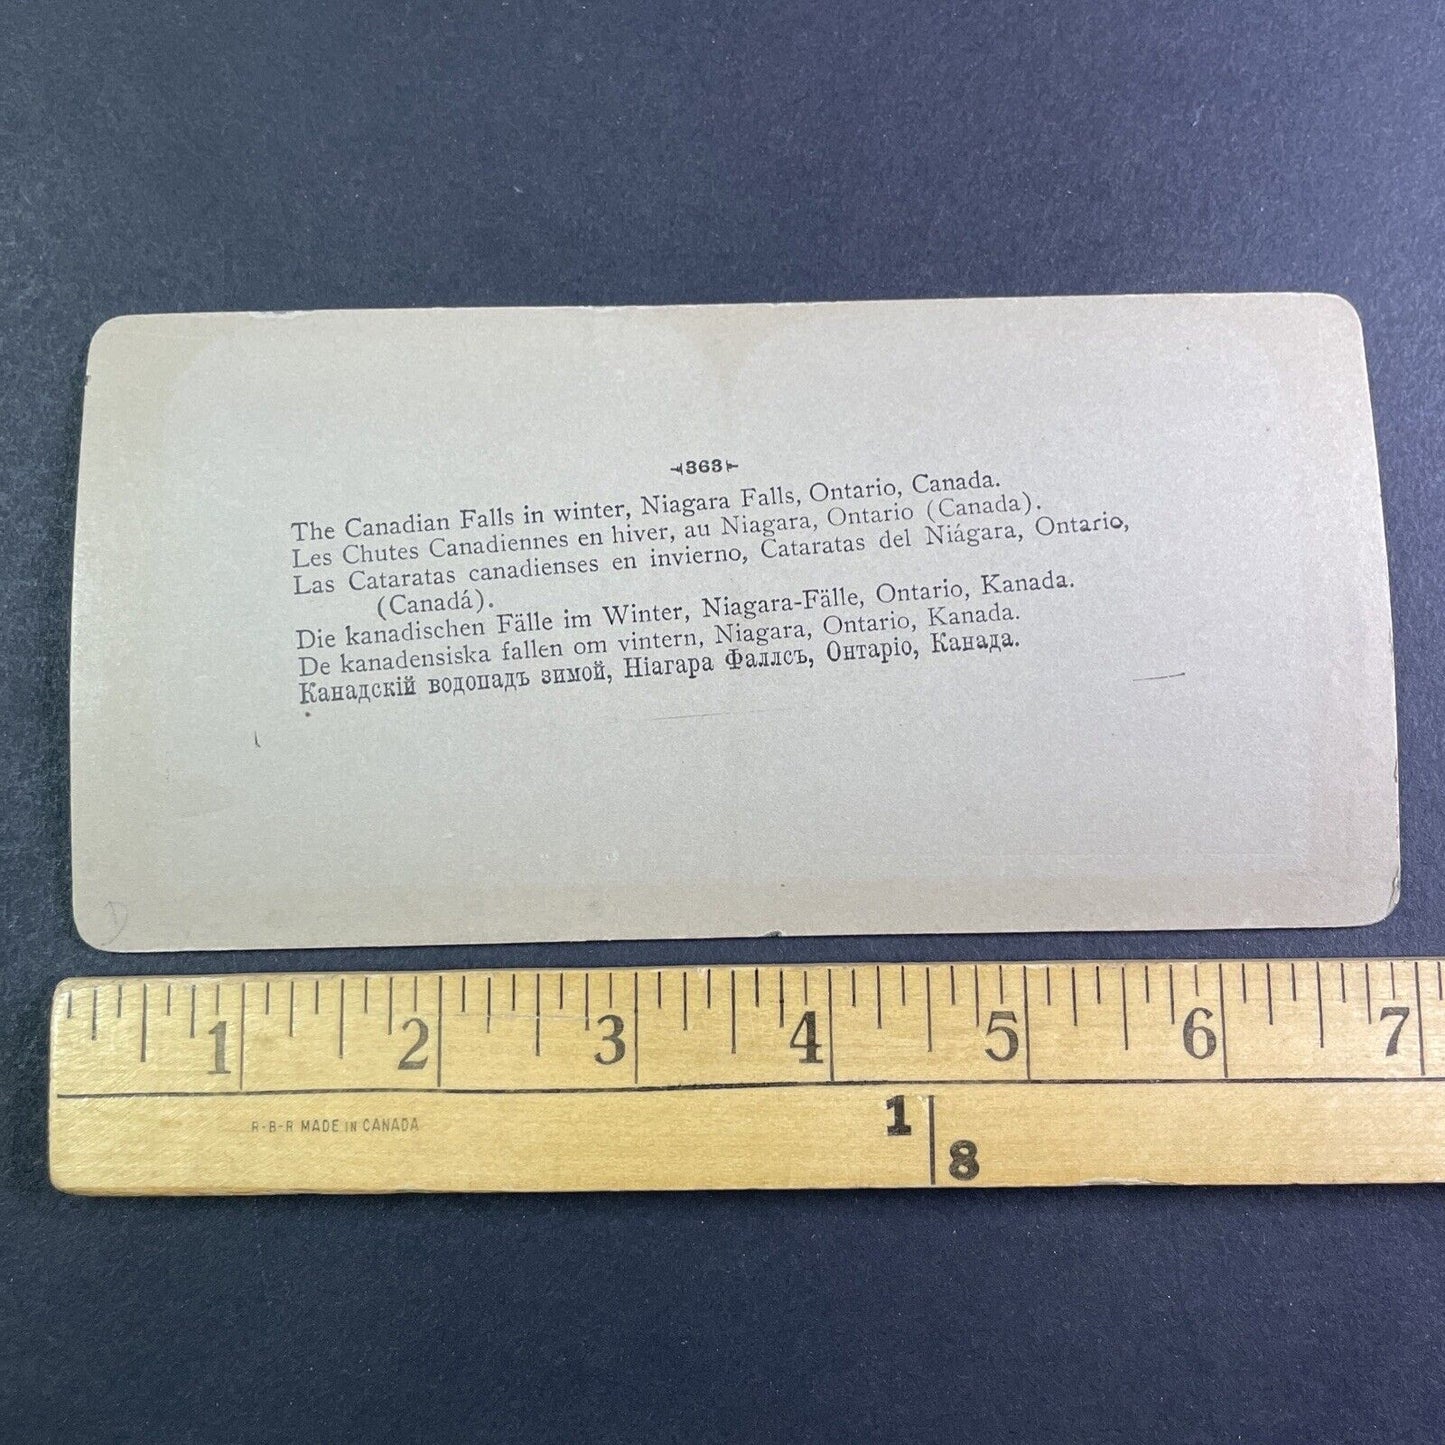 363
The Canadian Falls in winter, Niagara Falls, Ontario, Canada.
Les Chutes Canadiennes en hiver, au Niagara, Ontario (Canada).
Las Cataratas canadienses en invierno, Cataratas del Niágara, Ontario,
(Canadá).
Die kanadischen Fälle im Winter, Niagara-Fälle, Ontario, Kanada.
De kanadensiska fallen om vintern, Niagara, Ontario, Kanada.
Канадскій водопадъ зимой, Ніагара Фаллсъ, Онтаріо, Канада.
D
1 2 3 4 5 6 7
R-B-R MADE IN CANADA
1
8